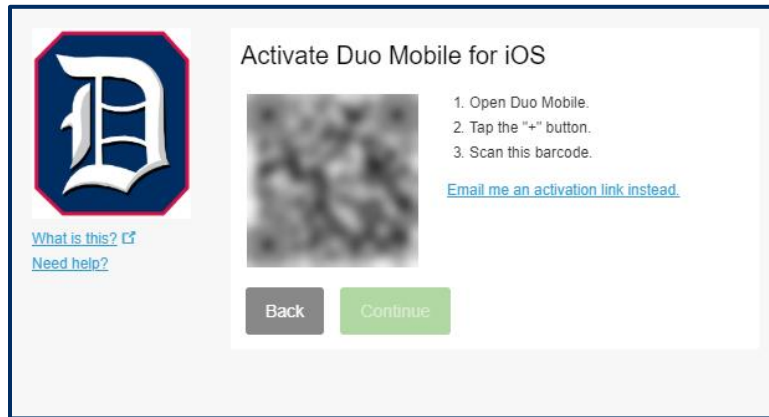 D
Activate Duo Mobile for iOS
1. Open Duo Mobile.
2. Tap the "+" button.
3. Scan this barcode.
Email me an activation link instead.
What is this?
Need help?
Back
Continue